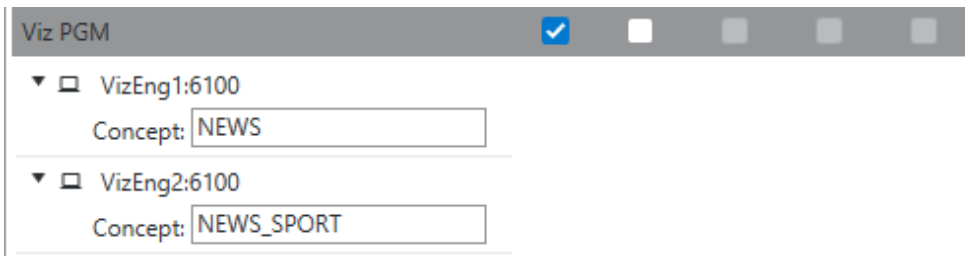 Viz PGM
VizEng1:6100
Concept: NEWS
VizEng2:6100
Concept: NEWS_SPORT